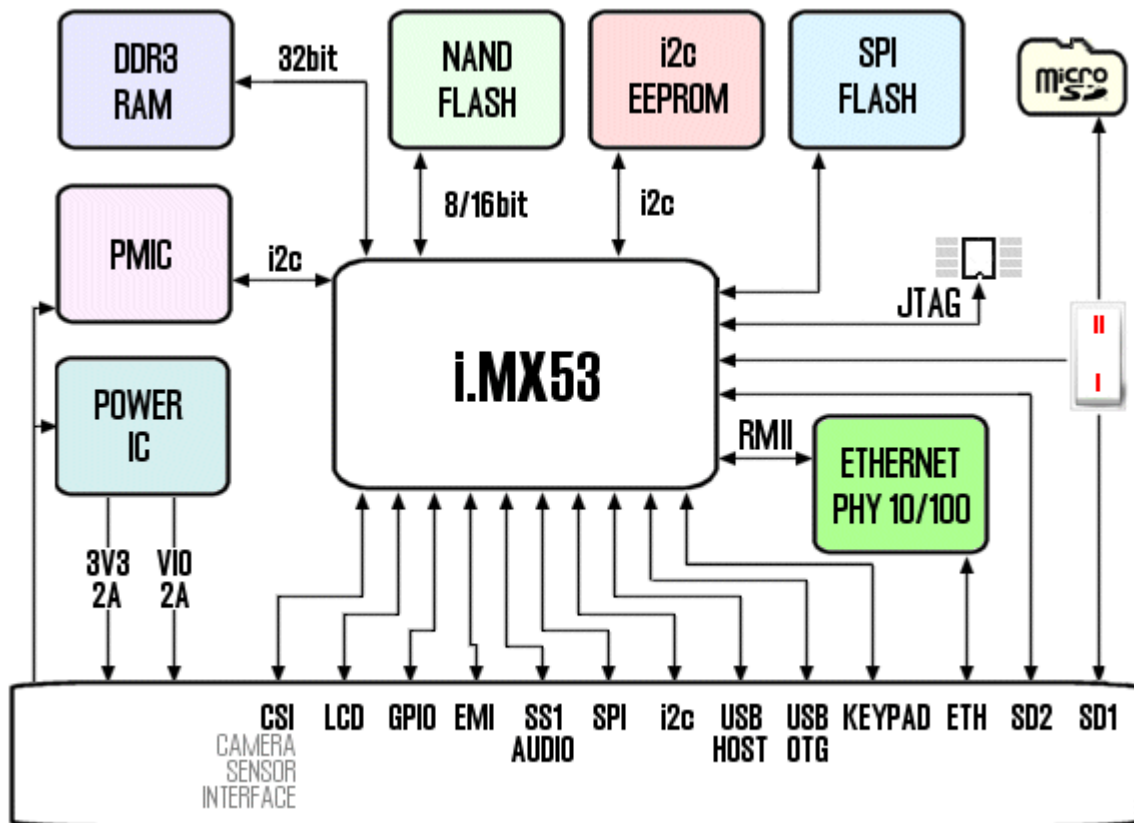 DDR3
RAM
32bit
NAND
FLASH
i2c
EEPROM
SPI
FLASH
micro
SD
8/16bit
i2c
PMIC
i2c
JTAG
II
I
i.MX53
POWER
IC
RMII
ETHERNET
PHY 10/100
3V3
2A
VIO
2A
CSI
CAMERA
SENSOR
INTERFACE
LCD
GPIO
EMI
SS1
AUDIO
SPI
i2c
USB
HOST
USB
OTG
KEYPAD
ETH
SD2
SD1